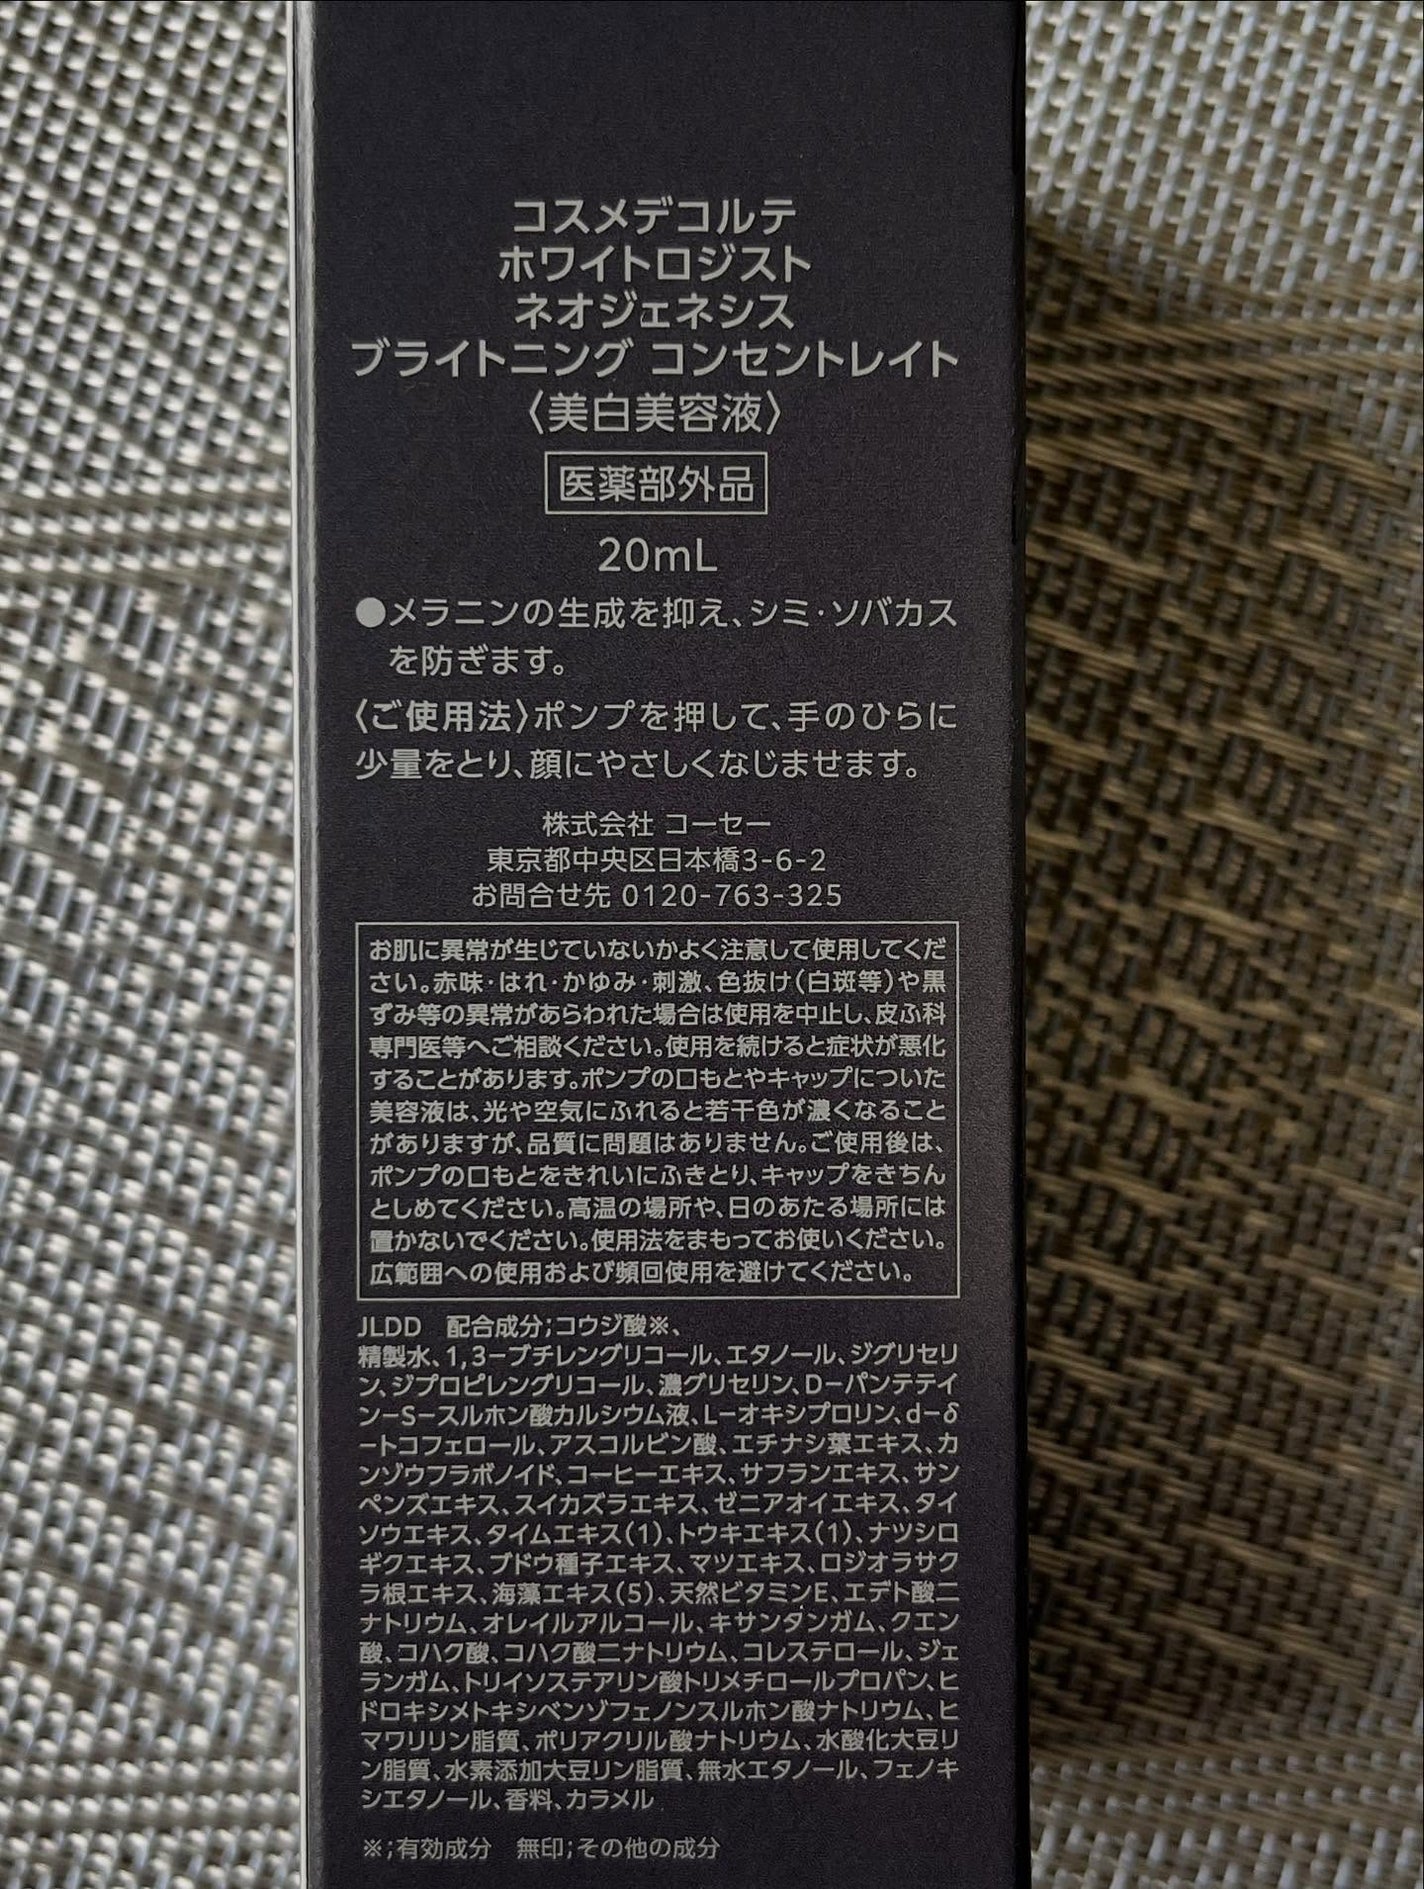 コスメデコルテ
ホワイトロジスト
ネオジェネシス
ブライトニング コンセントレイト
〈美白美容液〉
医薬部外品
20mL
●メラニンの生成を抑え、シミ・ソバカス
を防ぎます。
〈ご使用法〉ポンプを押して、手のひらに
少量をとり、顔にやさしくなじませます。
株式会社 コーセー
東京都中央区日本橋3-6-2
お問合せ先 0120-763-325
お肌に異常が生じていないかよく注意して使用してくだ
さい。赤味・はれ・かゆみ・刺激、色抜け(白斑等)や黒
ずみ等の異常があらわれた場合は使用を中止し、皮ふ科
専門医等へご相談ください。使用を続けると症状が悪化
することがあります。ポンプの口もとやキャップについた
美容液は、光や空気にふれると若干色が濃くなること
がありますが、品質に問題はありません。ご使用後は、
ポンプの口もとをきれいにふきとり、キャップをきちん
としめてください。高温の場所や、日のあたる場所には
置かないでください。使用法をまもってお使いください。
広範囲への使用および頻回使用を避けてください。
JLDD 配合成分;コウジ酸※、
精製水、1,3-ブチレングリコール、エタノール、ジグリセリ
ン、ジプロピレングリコール、濃グリセリン、D-パンテテイ
ン-S-スルホン酸カルシウム液、L-オキシプロリン、d-δ
-トコフェロール、アスコルビン酸、エチナシ葉エキス、カ
ンゾウフラボノイド、コーヒーエキス、サフランエキス、サン
ペンズエキス、スイカズラエキス、ゼニアオイエキス、タイ
ソウエキス、タイムエキス(1)、トウキエキス(1)、ナツシロ
ギクエキス、ブドウ種子エキス、マツエキス、ロジオラサク
ラ根エキス、海藻エキス(5)、天然ビタミンE、エデト酸二
ナトリウム、オレイルアルコール、キサンタンガム、クエン
酸、コハク酸、コハク酸二ナトリウム、コレステロール、ジェ
ランガム、トリイソステアリン酸トリメチロールプロパン、ヒ
ドロキシメトキシベンゾフェノンスルホン酸ナトリウム、ヒ
マワリリン脂質、ポリアクリル酸ナトリウム、水酸化大豆リ
ン脂質、水素添加大豆リン脂質、無水エタノール、フェノキ
シエタノール、香料、カラメル
※;有効成分 無印;その他の成分